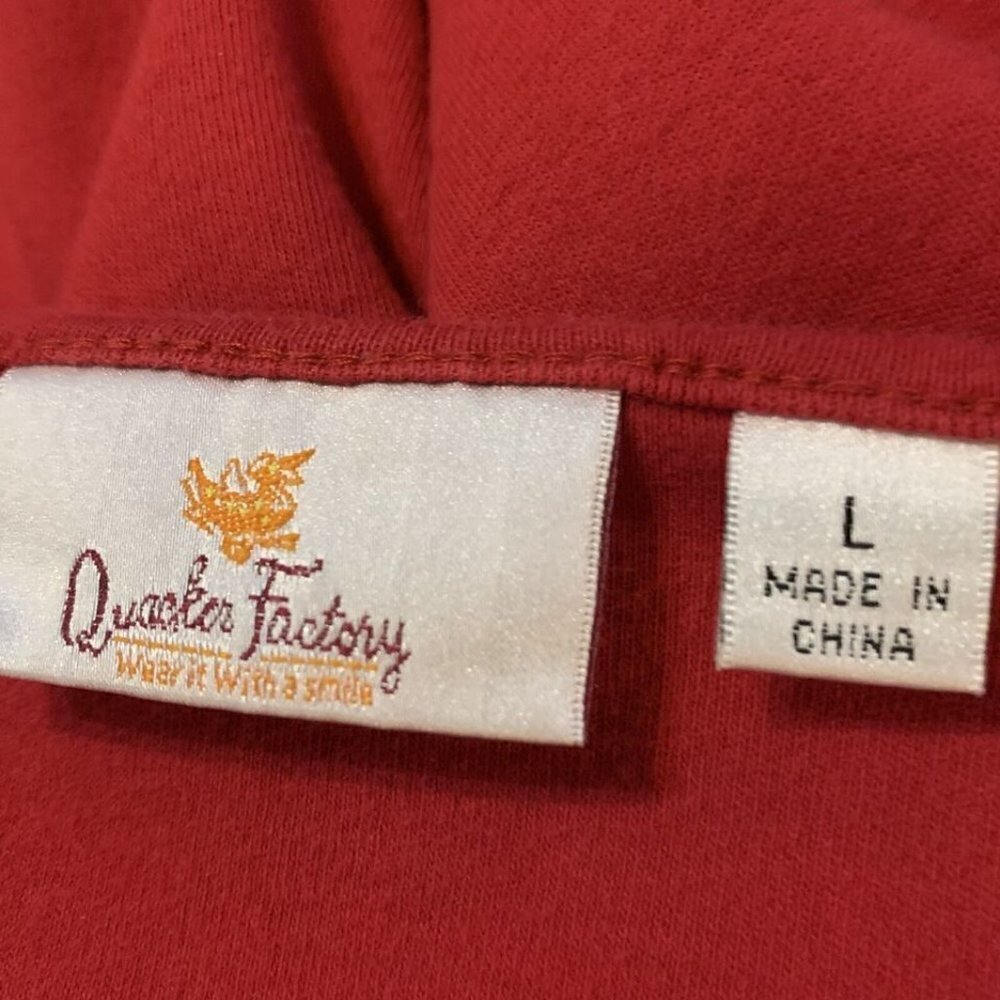 Quacker Factory
Wear it With a smile
L
MADE IN
CHINA